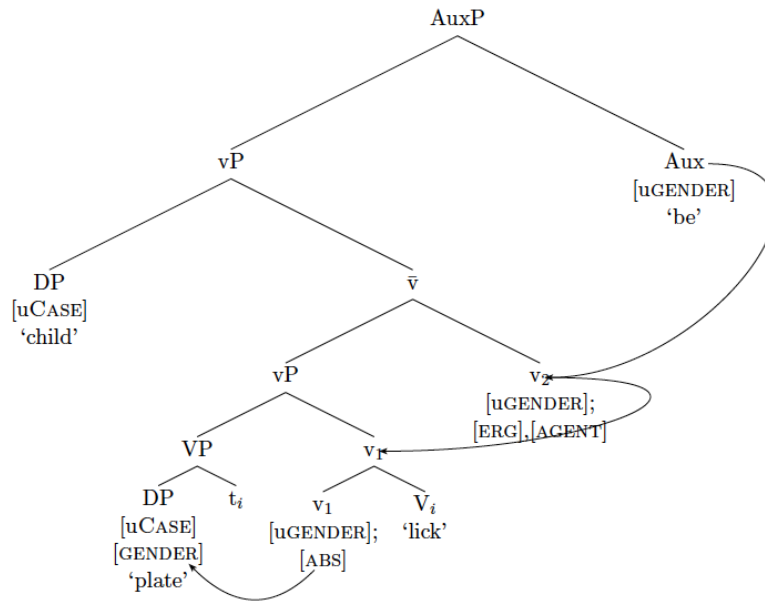 AuxP
vP
Aux
[uGENDER]
‘be’
DP
[uCASE]
‘child’
v̄
vP
v₂
[uGENDER];
[ERG],[AGENT]
VP
v₁
DP
[uCASE]
[GENDER]
‘plate’
tᵢ
v₁
[uGENDER];
[ABS]
Vᵢ
‘lick’